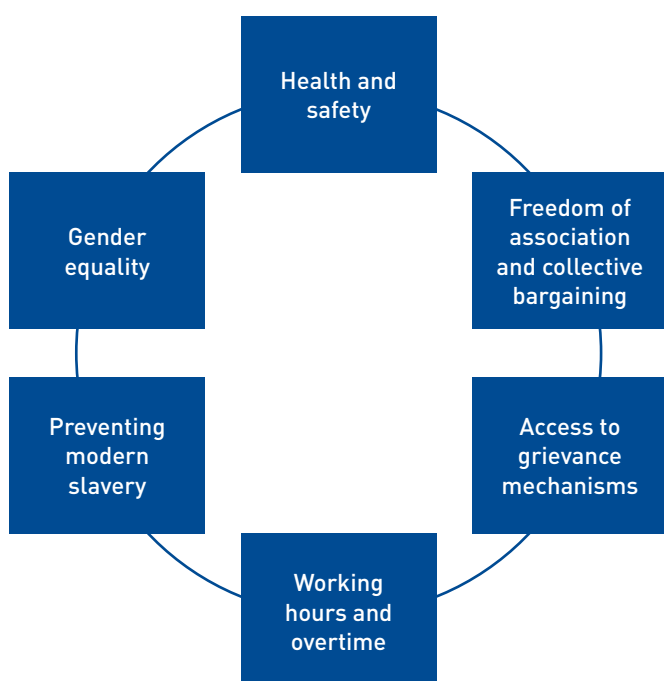 Health and
safety
Freedom of
association
and collective
bargaining
Access to
grievance
mechanisms
Working
hours and
overtime
Preventing
modern
slavery
Gender
equality